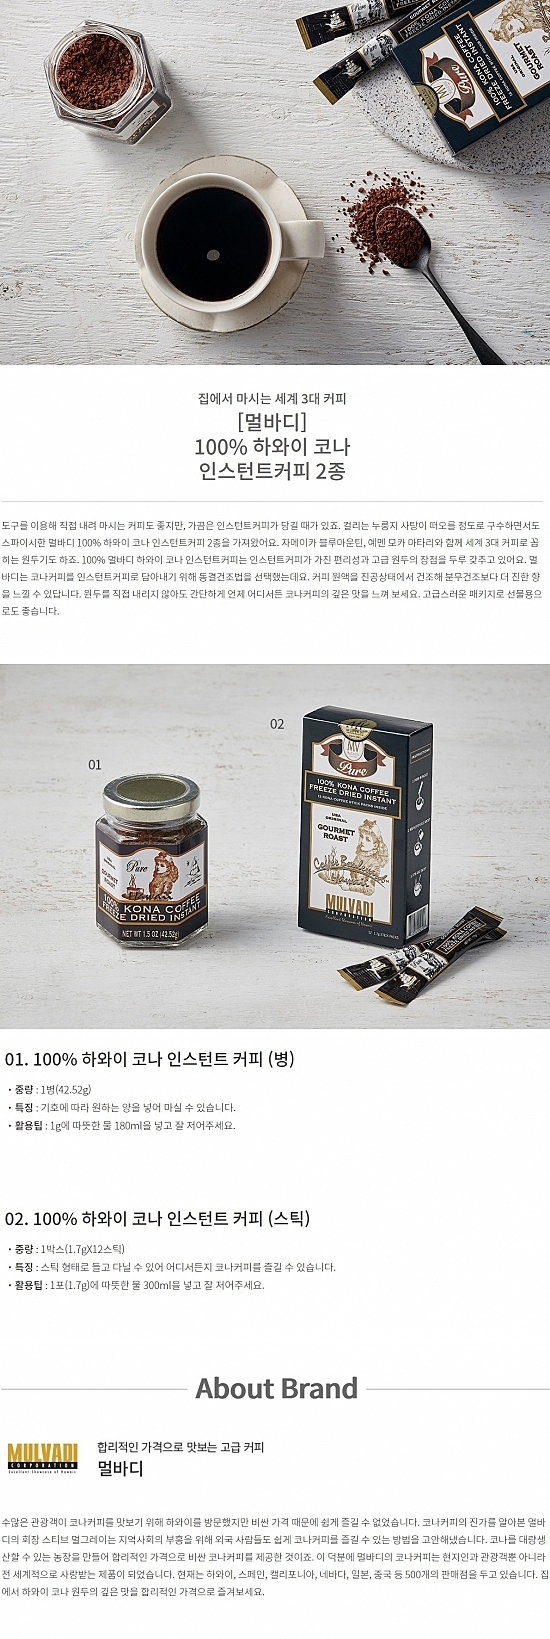 100% KONA COFFEE
FREEZE DRIED INSTANT
GOURMET
ROAST
Pure
MV
집에서 마시는 세계 3대 커피
[멀바디]
100% 하와이 코나
인스턴트커피 2종
도구를 이용해 직접 내려 마시는 커피도 좋지만, 가끔은 인스턴트커피가 당길 때가 있죠. 컬리는 누룽지 사탕이 떠오를 정도로 구수하면서도
스파이시한 멀바디 100% 하와이 코나 인스턴트커피 2종을 가져왔어요. 자메이카 블루마운틴, 예멘 모카 마타리와 함께 세계 3대 커피로 꼽
히는 원두기도 하죠. 100% 멀바디 하와이 코나 인스턴트커피는 인스턴트커피가 가진 편리성과 고급 원두의 장점을 두루 갖추고 있어요. 멀
바디는 코나커피를 인스턴트커피로 담아내기 위해 동결건조법을 선택했는데요. 커피 원액을 진공상태에서 건조해 분무건조보다 더 진한 향
을 느낄 수 있답니다. 원두를 직접 내리지 않아도 간단하게 언제 어디서든 코나커피의 깊은 맛을 느껴 보세요. 고급스러운 패키지로 선물용으
로도 좋습니다.
01
02
Pure
GOURMET
ROAST
100% KONA COFFEE
FREEZE DRIED INSTANT
NET WT 1.5 OZ (42.52g)
MV
Pure
100% KONA COFFEE
FREEZE DRIED INSTANT
12 KONA COFFEE STICK PACKS INSIDE
USA
ORIGINAL
GOURMET
ROAST
MULVADI
CORPORATION
Excellent Showcase of Hawaii
01. 100% 하와이 코나 인스턴트 커피 (병)
• 중량 : 1병(42.52g)
• 특징 : 기호에 따라 원하는 양을 넣어 마실 수 있습니다.
• 활용팁 : 1g에 따뜻한 물 180ml을 넣고 잘 저어주세요.
02. 100% 하와이 코나 인스턴트 커피 (스틱)
• 중량 : 1박스(1.7gX12스틱)
• 특징 : 스틱 형태로 들고 다닐 수 있어 어디서든지 코나커피를 즐길 수 있습니다.
• 활용팁 : 1포(1.7g)에 따뜻한 물 300ml을 넣고 잘 저어주세요.
About Brand
MULVADI
CORPORATION
Excellent Showcase of Hawaii
합리적인 가격으로 맛보는 고급 커피
멀바디
수많은 관광객이 코나커피를 맛보기 위해 하와이를 방문했지만 비싼 가격 때문에 쉽게 즐길 수 없었습니다. 코나커피의 진가를 알아본 멀바
디의 회장 스티브 멀그레이는 지역사회의 부흥을 위해 외국 사람들도 쉽게 코나커피를 즐길 수 있는 방법을 고안해냈습니다. 코나를 대량생
산할 수 있는 농장을 만들어 합리적인 가격으로 비싼 코나커피를 제공한 것이죠. 이 덕분에 멀바디의 코나커피는 현지인과 관광객뿐 아니라
전 세계적으로 사랑받는 제품이 되었습니다. 현재는 하와이, 스페인, 캘리포니아, 네바다, 일본, 중국 등 500개의 판매점을 두고 있습니다. 집
에서 하와이 코나 원두의 깊은 맛을 합리적인 가격으로 즐겨보세요.